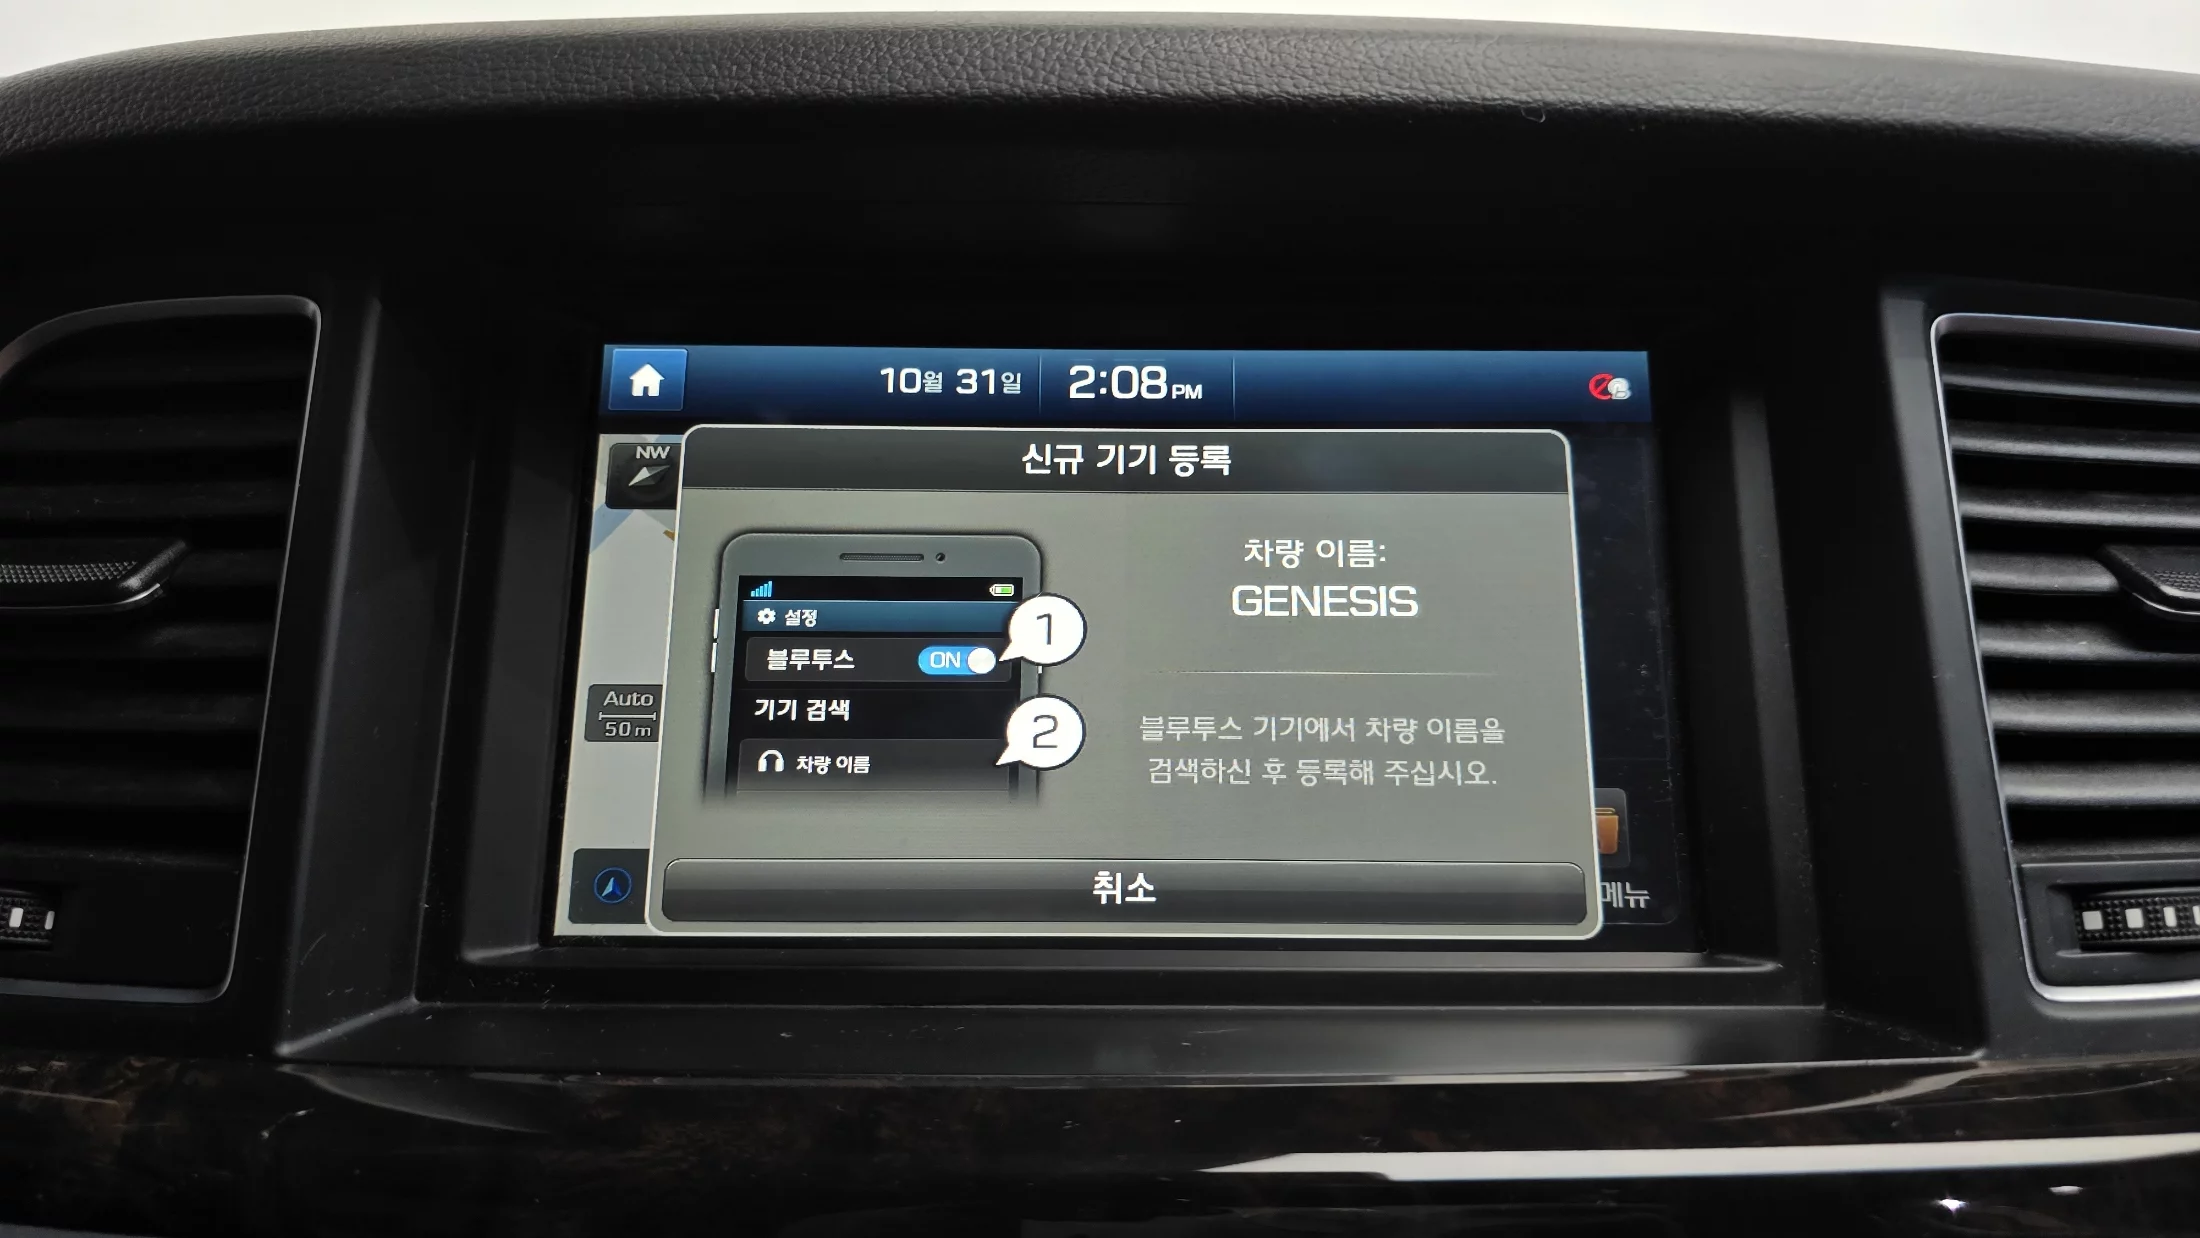 10월 31일
2:08 PM
NW
신규 기기 등록
설정
블루투스 ON
1
기기 검색
2
차량 이름
차량 이름:
GENESIS
블루투스 기기에서 차량 이름을
검색하신 후 등록해 주십시오.
Auto
50m
취소
메뉴